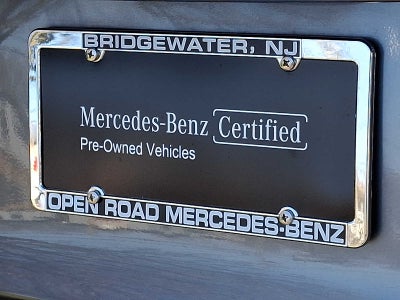 BRIDGEWATER, NJ
Mercedes-Benz Certified
Pre-Owned Vehicles
OPEN ROAD MERCEDES-BENZ